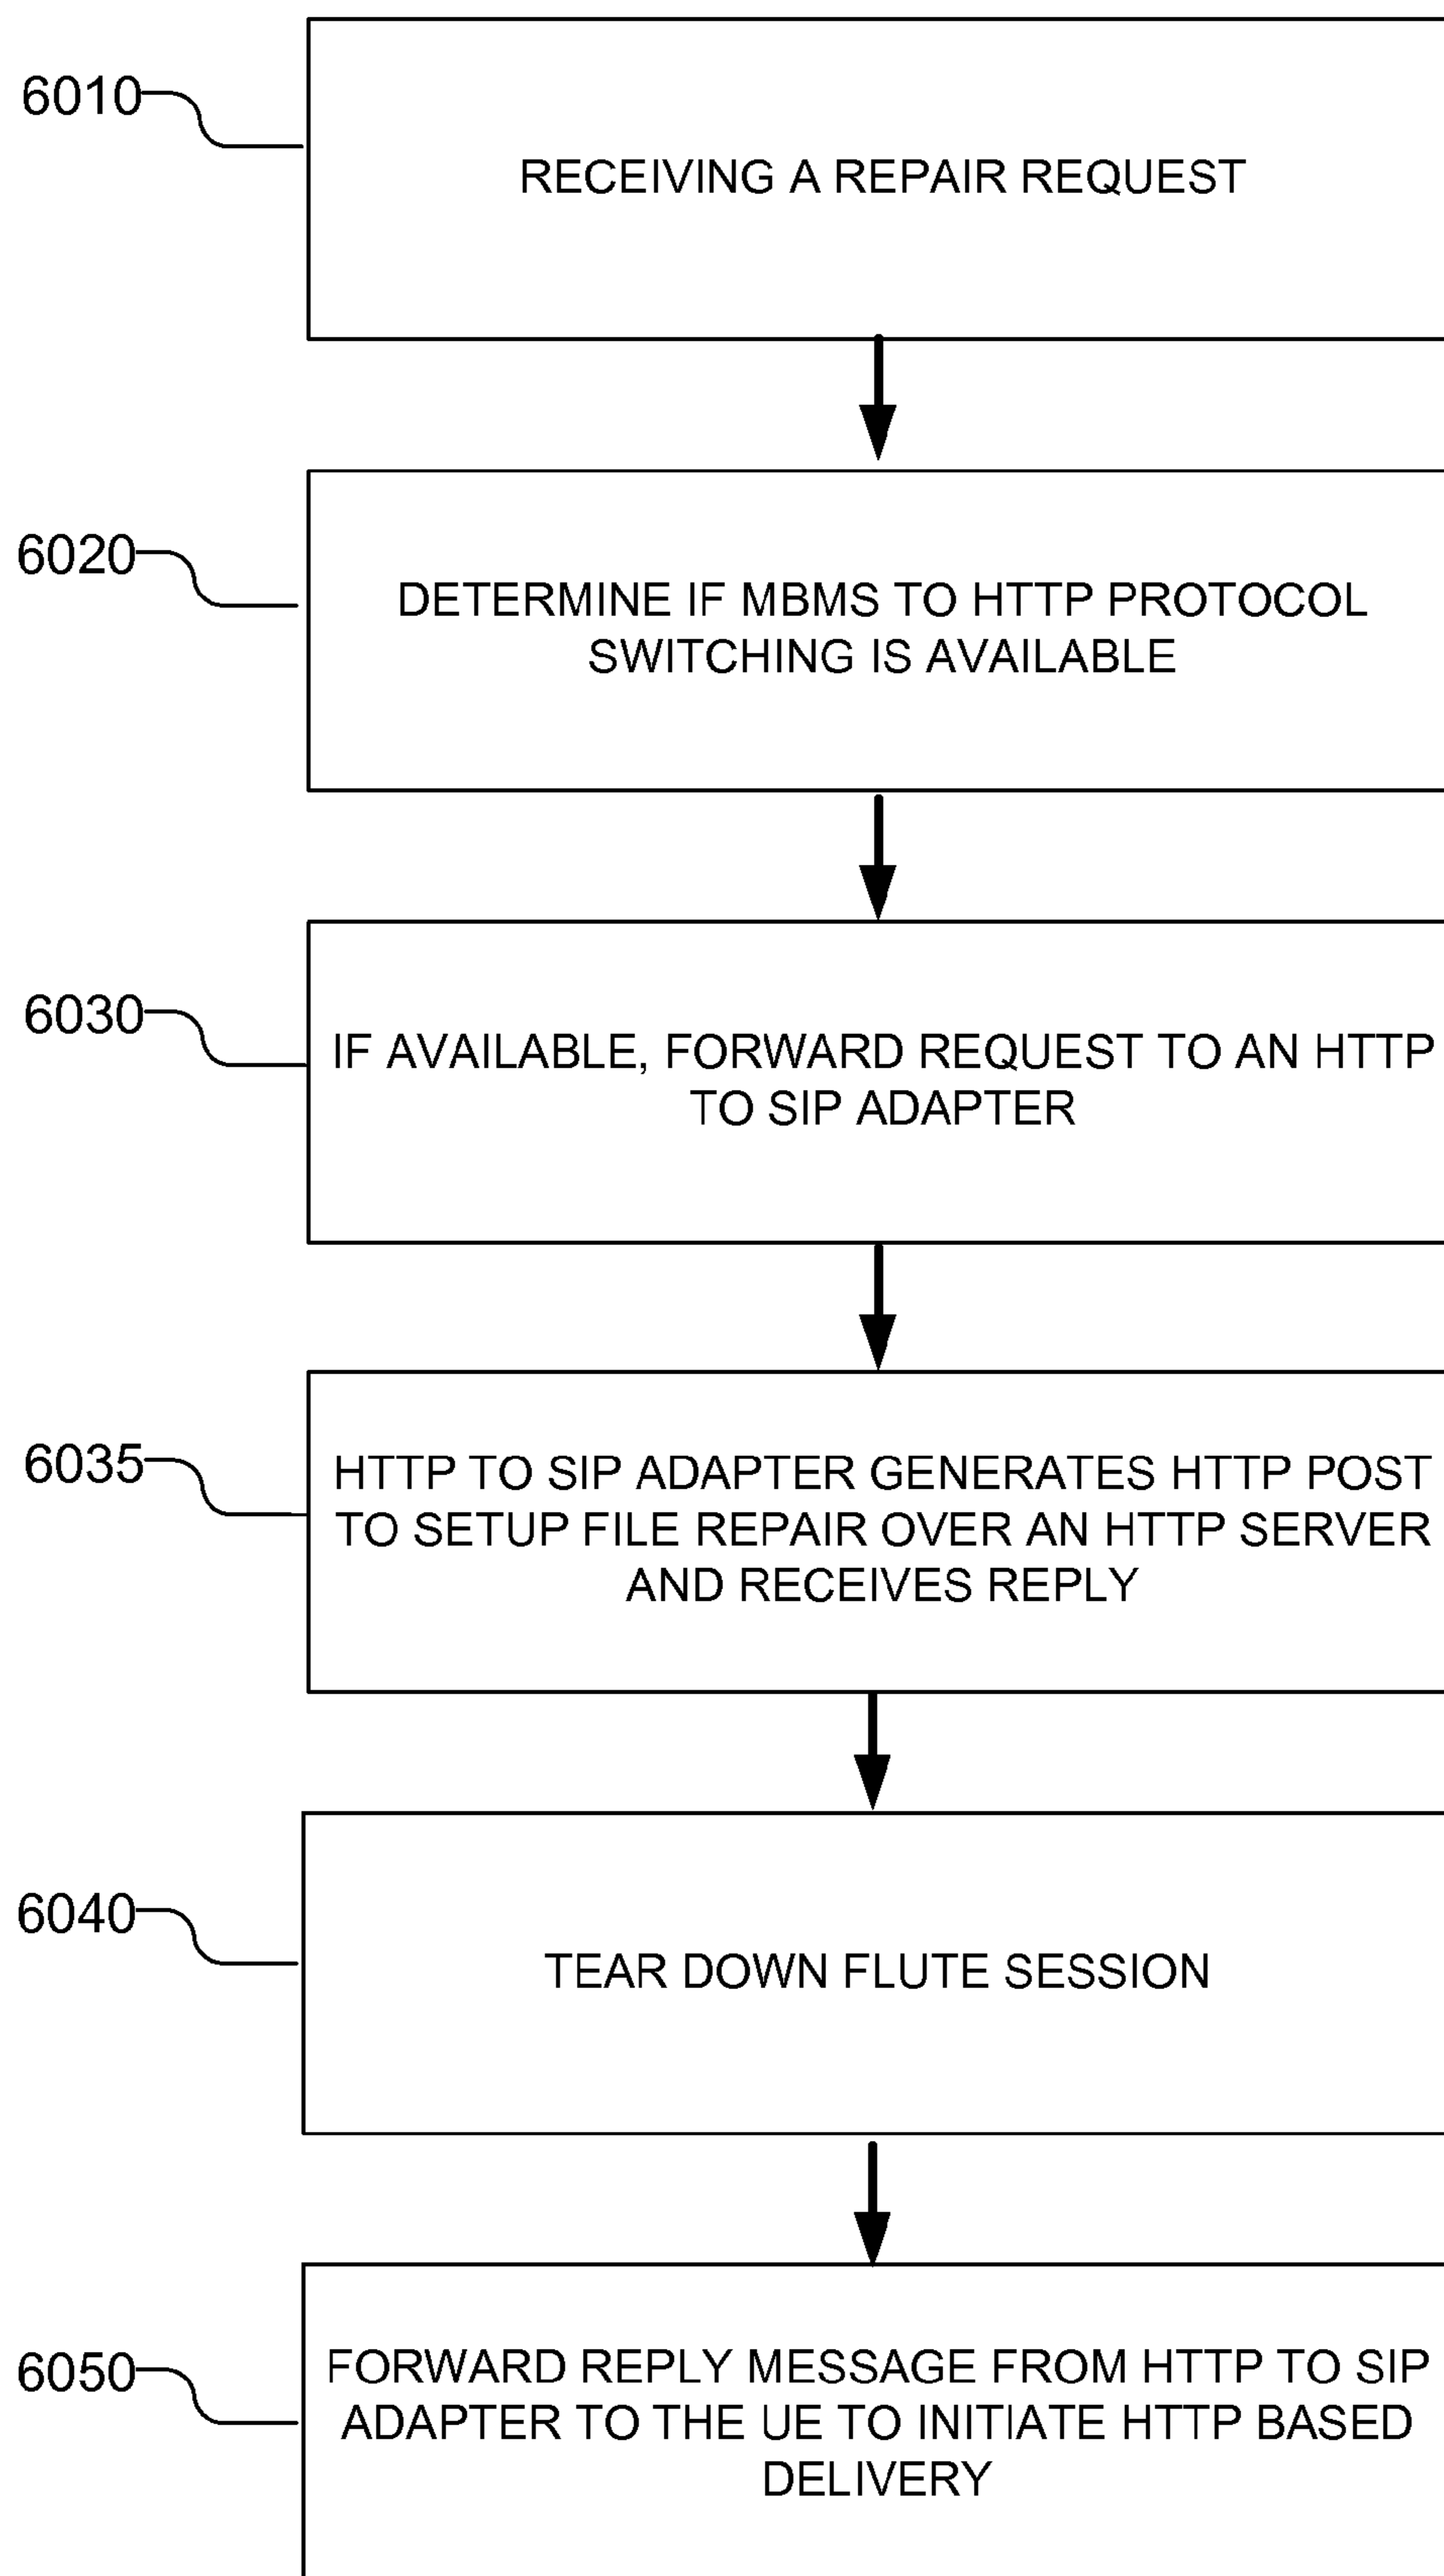 6010
RECEIVING A REPAIR REQUEST
6020
DETERMINE IF MBMS TO HTTP PROTOCOL
SWITCHING IS AVAILABLE
6030
IF AVAILABLE, FORWARD REQUEST TO AN HTTP
TO SIP ADAPTER
6035
HTTP TO SIP ADAPTER GENERATES HTTP POST
TO SETUP FILE REPAIR OVER AN HTTP SERVER
AND RECEIVES REPLY
6040
TEAR DOWN FLUTE SESSION
6050
FORWARD REPLY MESSAGE FROM HTTP TO SIP
ADAPTER TO THE UE TO INITIATE HTTP BASED
DELIVERY